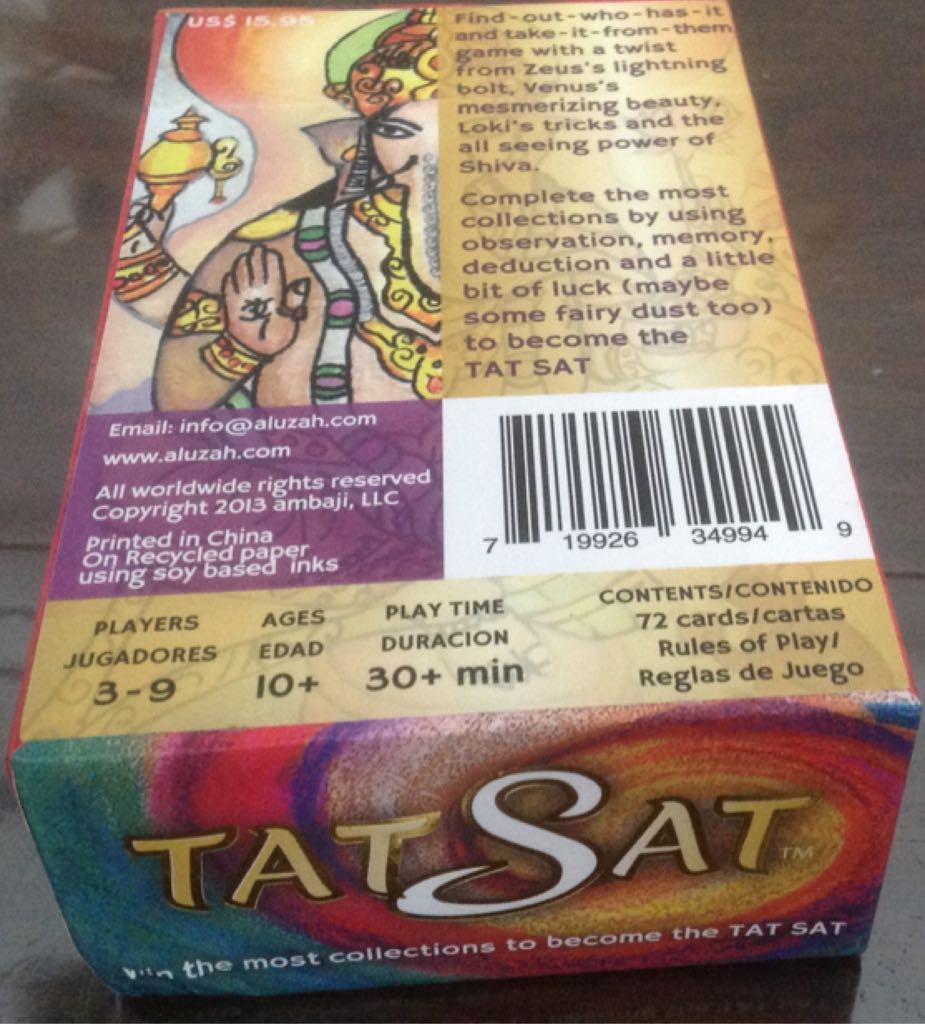 US$ 15.95
Find-out-who-has-it
and take-it-from-them
game with a twist
from Zeus's lightning
bolt, Venus's
mesmerizing beauty,
Loki's tricks and the
all seeing power of
Shiva.
Complete the most
collections by using
observation, memory,
deduction and a little
bit of luck (maybe
some fairy dust too)
to become the
TAT SAT
Email: info@aluzah.com
www.aluzah.com
All worldwide rights reserved
Copyright 2013 ambaji, LLC
Printed in China
On Recycled paper
using soy based inks
7 19926 34994 9
PLAYERS
JUGADORES
3-9
AGES
EDAD
10+
PLAY TIME
DURACION
30+ min
CONTENTS/CONTENIDO
72 cards/cartas
Rules of Play/
Reglas de Juego
TAT SAT™
Win the most collections to become the TAT SAT